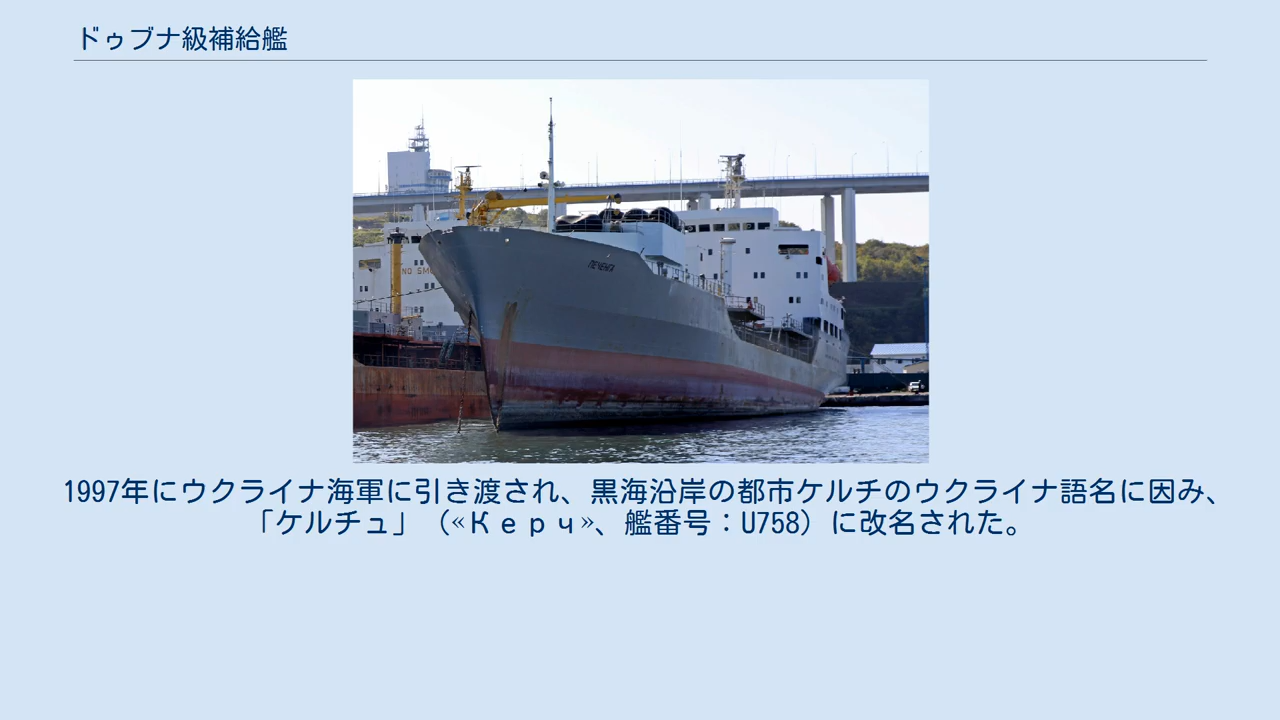 ドゥブナ級補給艦
NO SMO
ПЕЧЕНГА
1997年にウクライナ海軍に引き渡され、黒海沿岸の都市ケルチのウクライナ語名に因み、
「ケルチュ」（«Керч»、艦番号：U758）に改名された。